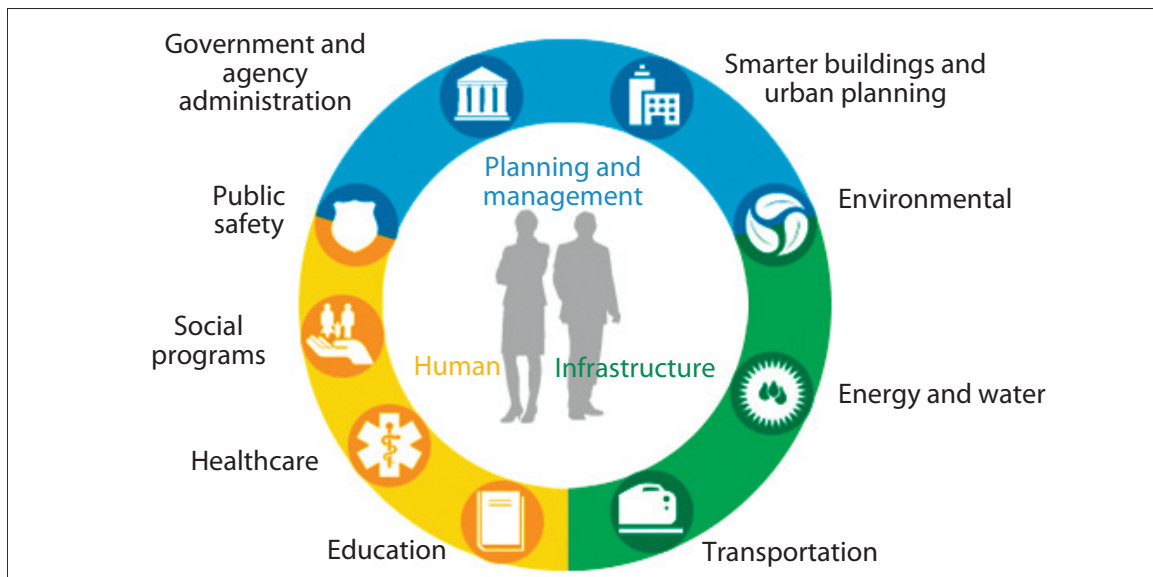 Government and
agency
administration
Smarter buildings and
urban planning
Planning and
management
Public
safety
Environmental
Social
programs
Human
Infrastructure
Energy and water
Healthcare
Education
Transportation